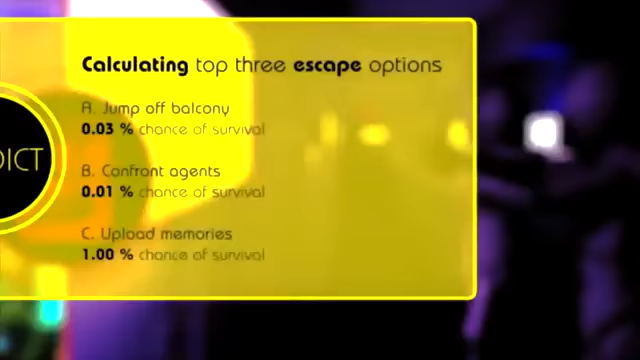 Calculating top three escape options
A. Jump off balcony
0.03 % chance of survival
B. Confront agents
0.01 % chance of survival
C. Upload memories
1.00 % chance of survival
DICT